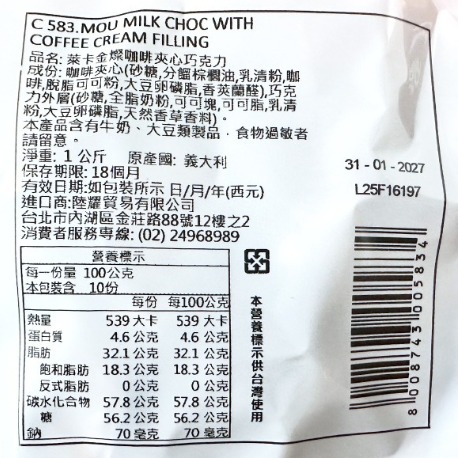 C 583.MOU MILK CHOC WITH
COFFEE CREAM FILLING
品名: 萊卡金燦咖啡夾心巧克力
成份: 咖啡夾心(砂糖,分餾棕櫚油,乳清粉,咖
啡,脫脂可可粉,大豆卵磷脂,香莢蘭醛),巧克
力外層(砂糖,全脂奶粉,可可塊,可可脂,乳清
粉,大豆卵磷脂,天然香草香料)。
本產品含有牛奶、大豆類製品，食物過敏者
請留意。
淨重: 1 公斤 原產國: 義大利
保存期限: 18個月
有效日期:如包裝所示 日/月/年(西元)
進口商:陸耀貿易有限公司
台北市內湖區金莊路88號12樓之2
消費者服務專線: (02) 24968989
31-01-2027
L25F16197
營養標示
每一份量 100公克
本包裝含 10份
每份 每100公克
熱量 539 大卡 539 大卡
蛋白質 4.6 公克 4.6 公克
脂肪 32.1 公克 32.1 公克
飽和脂肪 18.3 公克 18.3 公克
反式脂肪 0 公克 0 公克
碳水化合物 57.8 公克 57.8 公克
糖 56.2 公克 56.2 公克
鈉 70 毫克 70 毫克
本營養標示供台灣使用
8 008743 005834